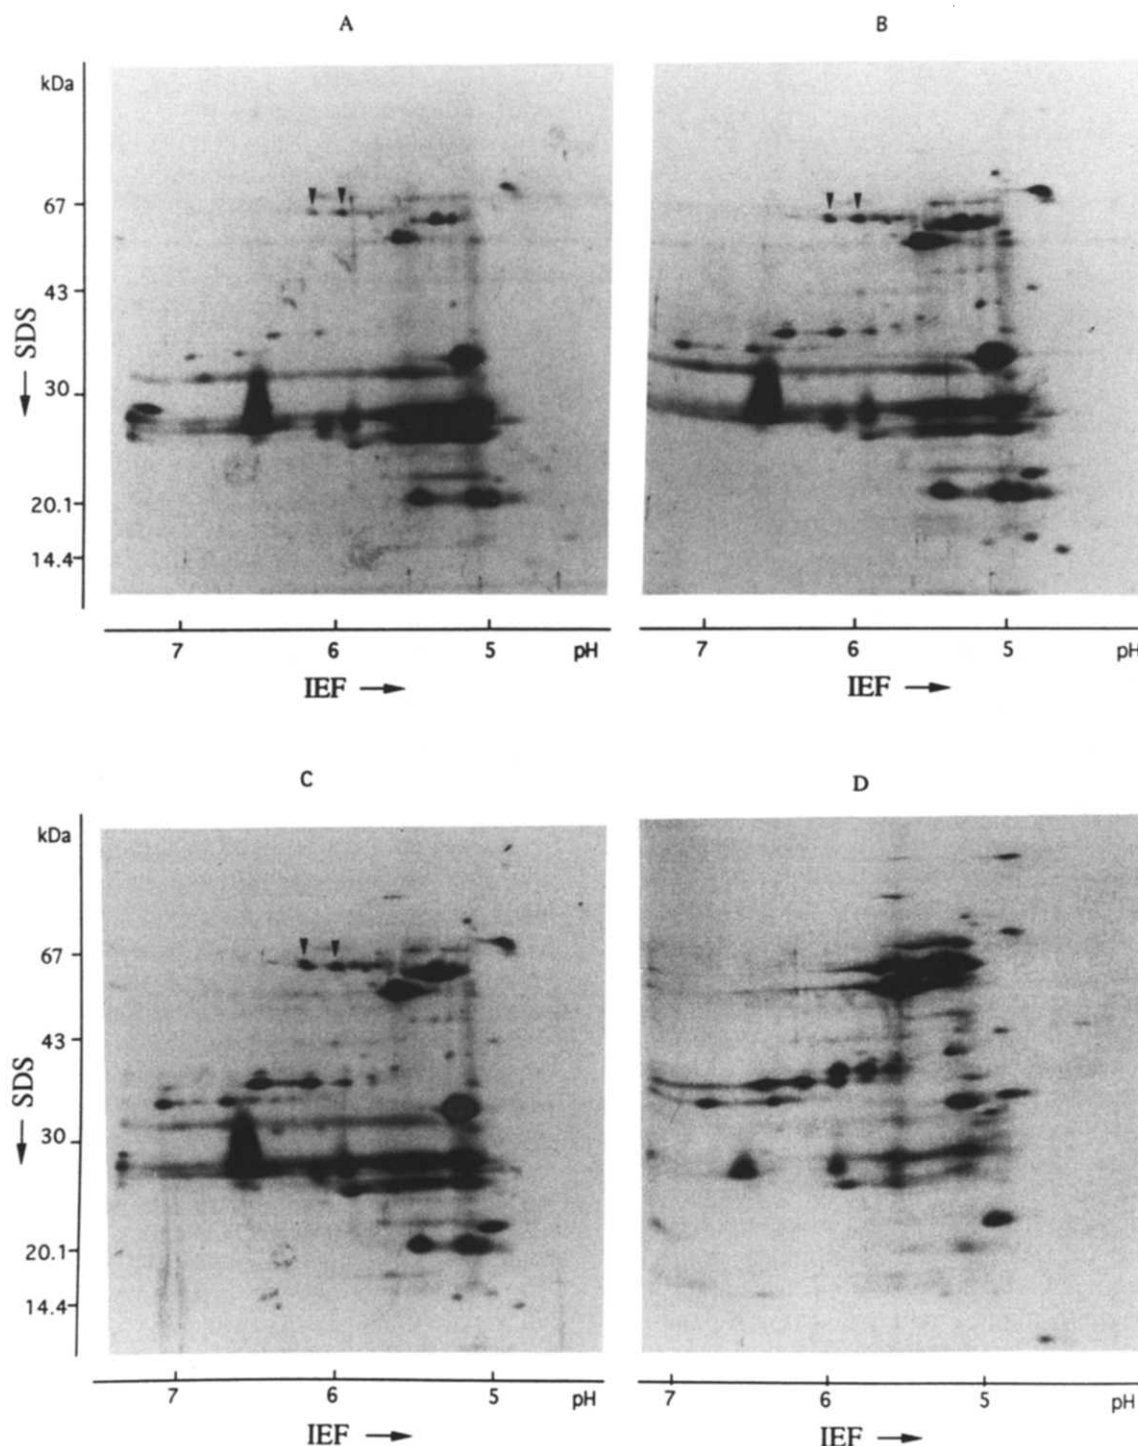 A
B
kDa
67
43
30
20.1
14.4
← SDS
7 6 5 pH
7 6 5 pH
IEF →
IEF →
C
D
kDa
67
43
30
20.1
14.4
← SDS
7 6 5 pH
7 6 5 pH
IEF →
IEF →